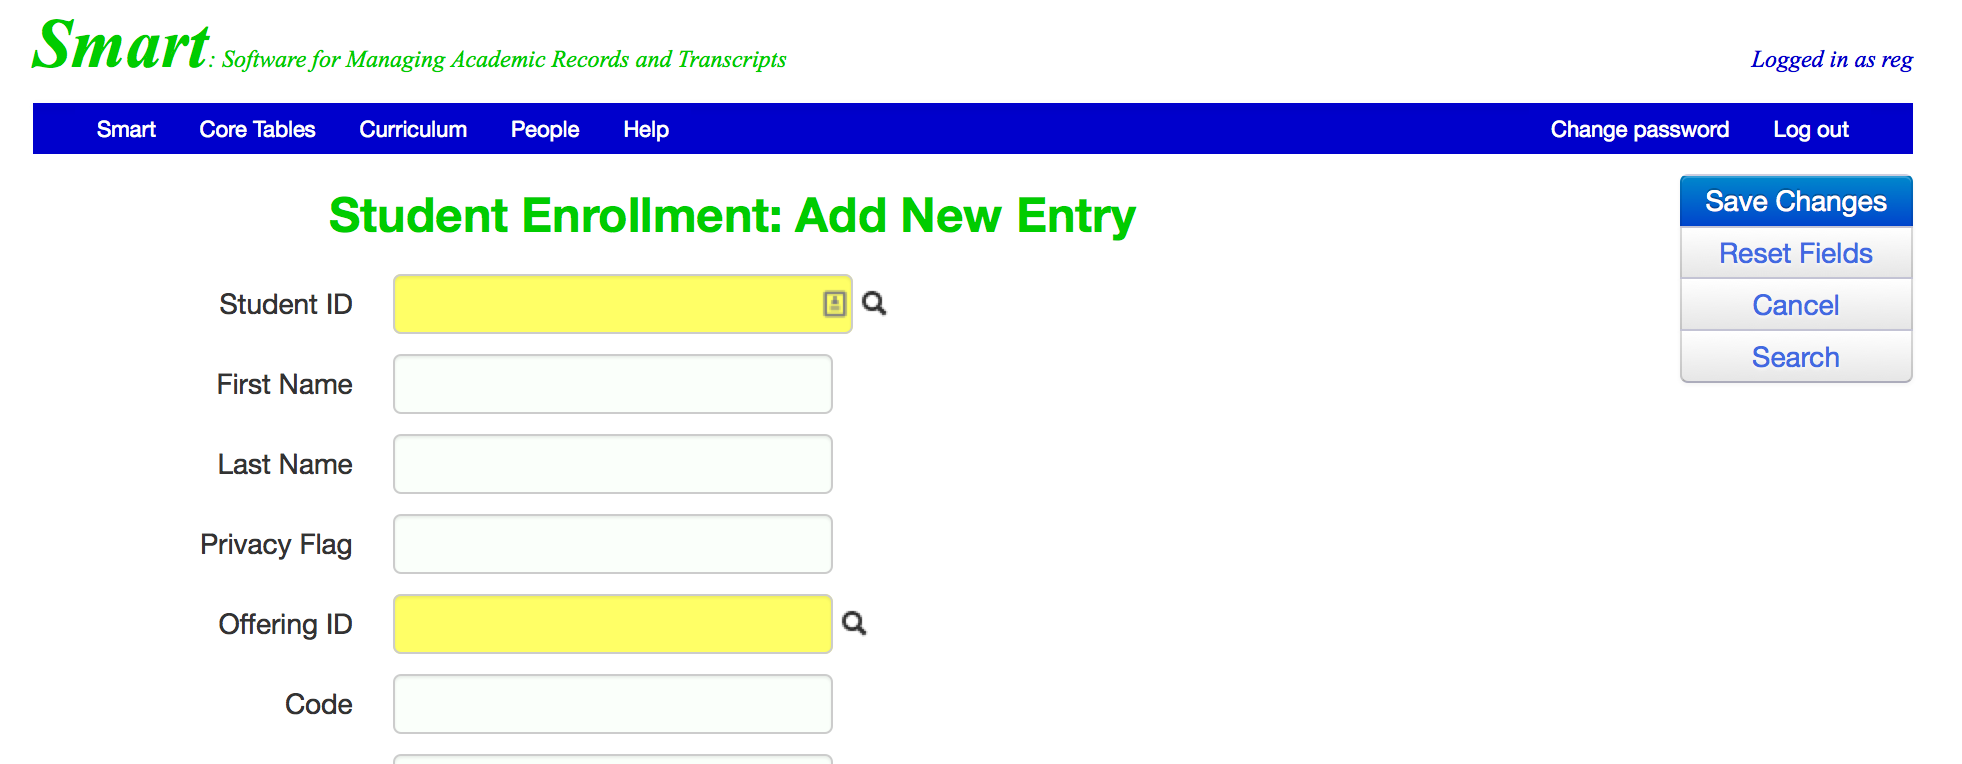 Smart: Software for Managing Academic Records and Transcripts
Logged in as reg
Smart Core Tables Curriculum People Help Change password Log out
Student Enrollment: Add New Entry
Save Changes
Reset Fields
Cancel
Search
Student ID
First Name
Last Name
Privacy Flag
Offering ID
Code